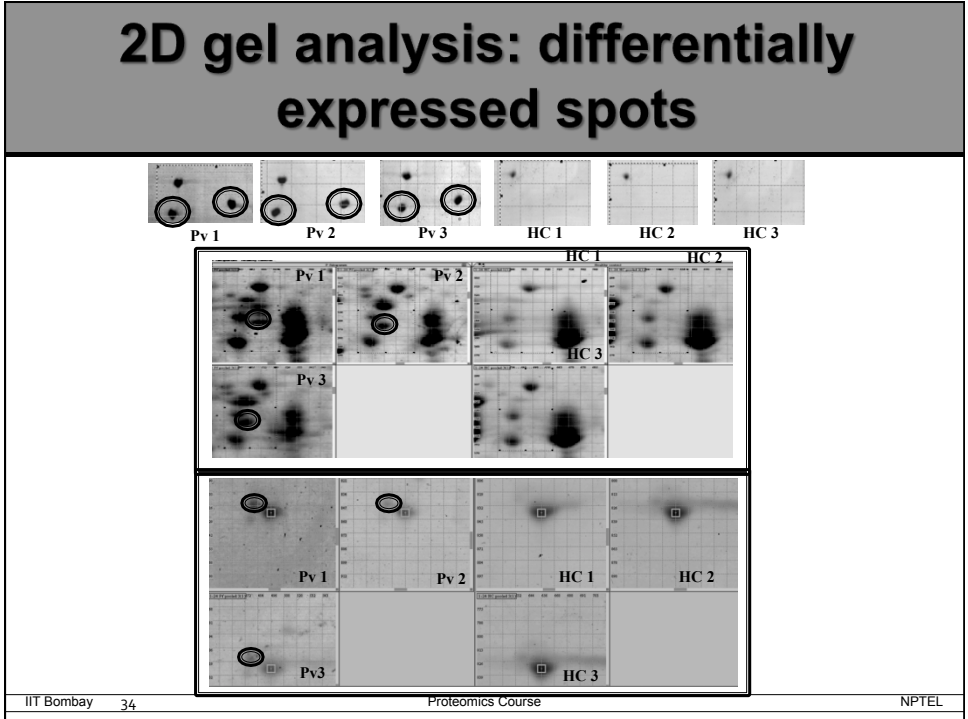 2D gel analysis: differentially
expressed spots
Pv 1 Pv 2 Pv 3 HC 1 HC 2 HC 3
HC 1 HC 2
Pv 1 Pv 2
HC 3
Pv 3
Pv 1 Pv 2 HC 1 HC 2
Pv3 HC 3
IIT Bombay 34 Proteomics Course NPTEL